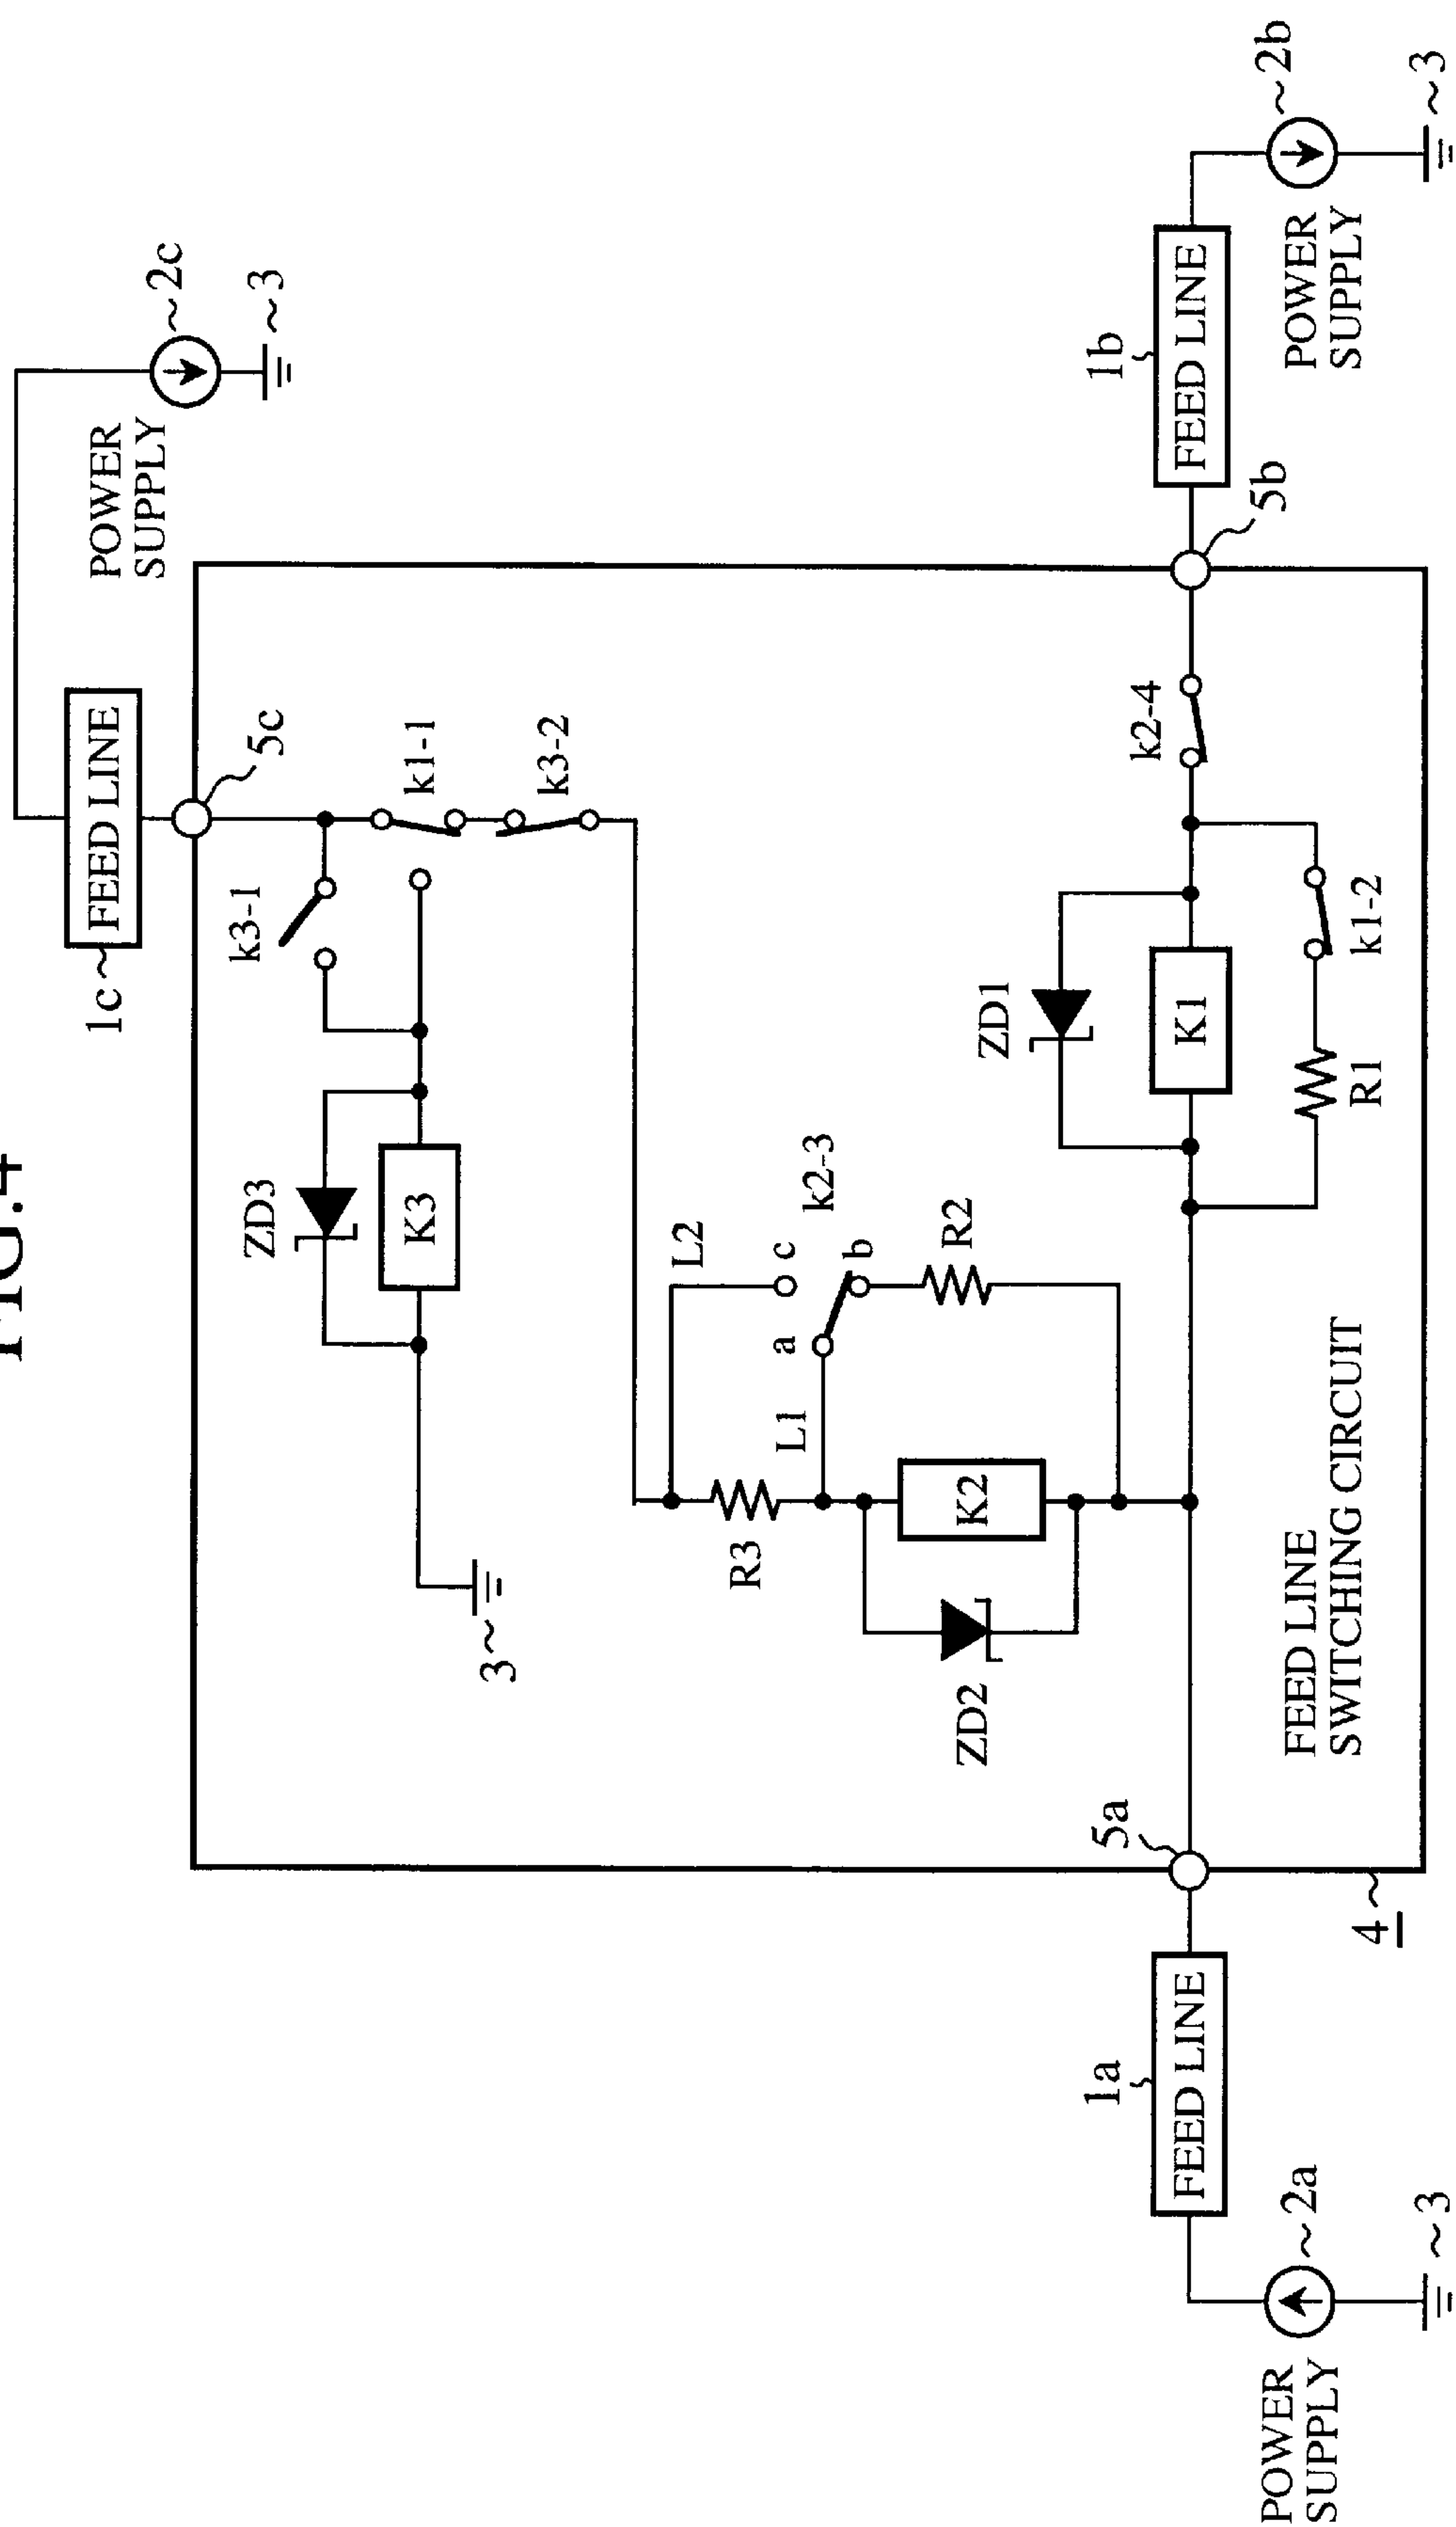 FIG.4
POWER
SUPPLY
2c
3
1c
FEED LINE
5c
k3-1
k1-1
k3-2
ZD3
K3
3
L2
c
k2-3
a
b
L1
R3
R2
K2
ZD2
ZD1
K1
k1-2
R1
k2-4
5b
1b
FEED LINE
POWER
SUPPLY
2b
3
FEED LINE
SWITCHING CIRCUIT
5a
4
1a
FEED LINE
POWER
SUPPLY
2a
3